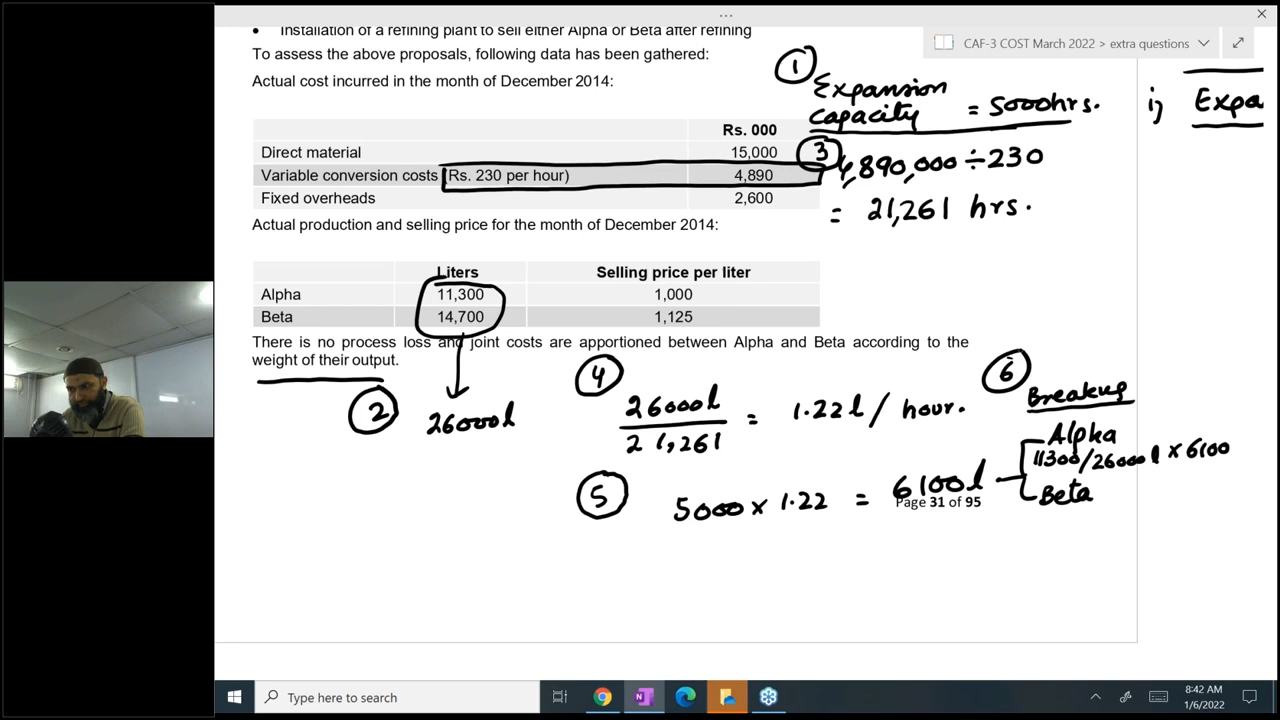 Installation of a refining plant to sell either Alpha or Beta after refining
To assess the above proposals, following data has been gathered:
Actual cost incurred in the month of December 2014:
Rs. 000
Direct material 15,000
Variable conversion costs (Rs. 230 per hour) 4,890
Fixed overheads 2,600
Actual production and selling price for the month of December 2014:
Liters Selling price per liter
Alpha 11,300 1,000
Beta 14,700 1,125
There is no process loss and joint costs are apportioned between Alpha and Beta according to the
weight of their output.
CAF-3 COST March 2022 > extra questions
1
Expansion
capacity = 5000hrs.
i) Expa
3
4,890,000 ÷ 230
= 21,261 hrs.
2
26000l
4
26000l
21,261
= 1.22l / hour.
5
5000 x 1.22 = 6100l
6
Breakup
Alpha
11300/26000l x 6100
Beta
Page 31 of 95
Type here to search
8:42 AM
1/6/2022